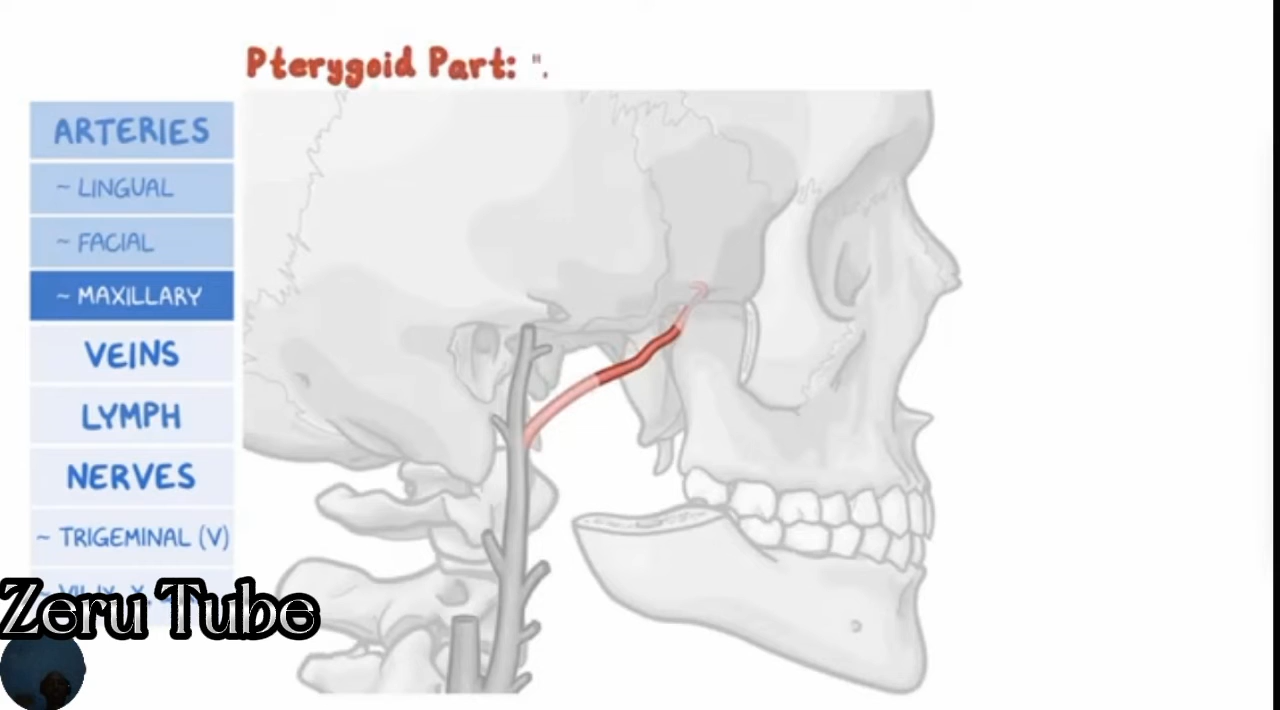 Pterygoid Part: ".
ARTERIES
~ LINGUAL
~ FACIAL
~ MAXILLARY
VEINS
LYMPH
NERVES
~ TRIGEMINAL (V)
Zeru Tube